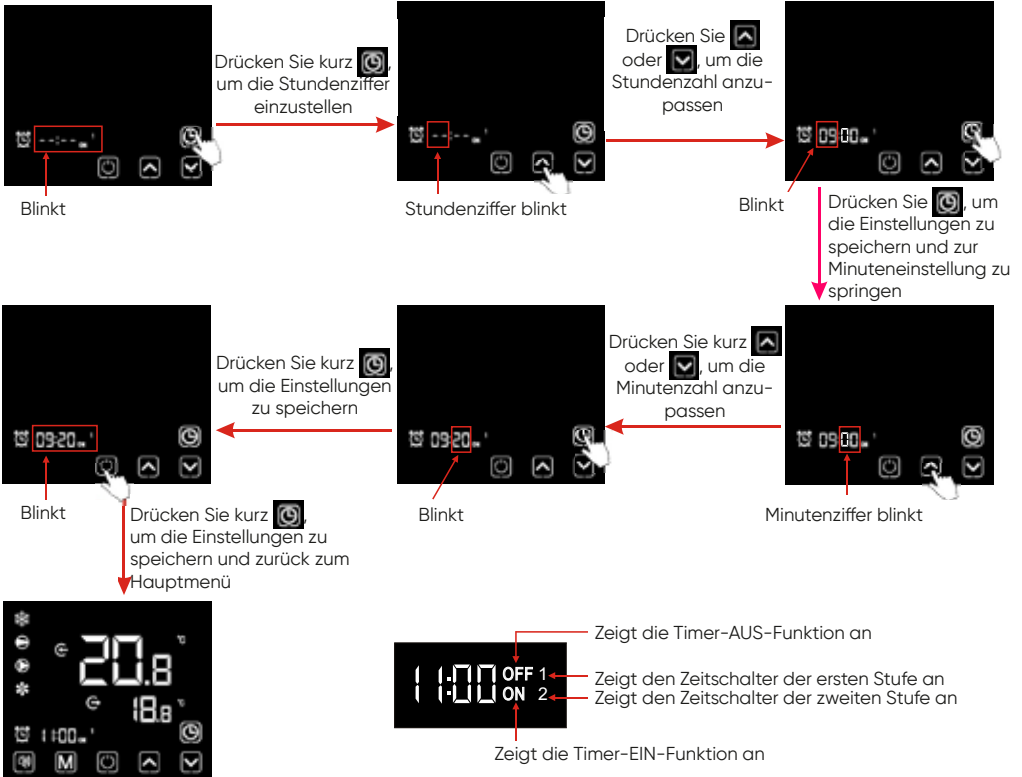 Drücken Sie kurz ,
um die Stundenziffer
einzustellen
Drücken Sie
oder , um die
Stundenzahl anzu-
passen
--:--
--:--
09:00
Blinkt
Stundenziffer blinkt
Blinkt
Drücken Sie , um
die Einstellungen zu
speichern und zur
Minuteneinstellung zu
springen
Drücken Sie kurz
oder , um die
Minutenzahl anzu-
passen
Drücken Sie kurz ,
um die Einstellungen
zu speichern
09:00
09:20
09:20
Minutenziffer blinkt
Blinkt
Blinkt
Drücken Sie kurz ,
um die Einstellungen zu
speichern und zurück zum
Hauptmenü
20.8 °C
18.8
11:00
M
11:00 OFF 1
ON 2
Zeigt die Timer-AUS-Funktion an
Zeigt den Zeitschalter der ersten Stufe an
Zeigt den Zeitschalter der zweiten Stufe an
Zeigt die Timer-EIN-Funktion an